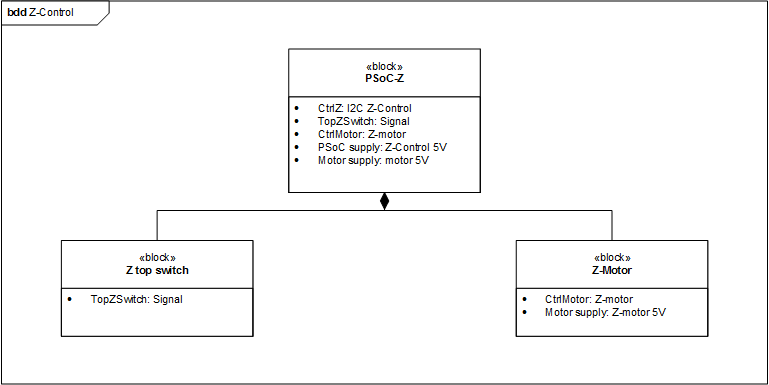 bdd Z-Control
«block»
PSoC-Z
• CtrlZ: I2C Z-Control
• TopZSwitch: Signal
• CtrlMotor: Z-motor
• PSoC supply: Z-Control 5V
• Motor supply: motor 5V
«block»
Z top switch
• TopZSwitch: Signal
«block»
Z-Motor
• CtrlMotor: Z-motor
• Motor supply: Z-motor 5V